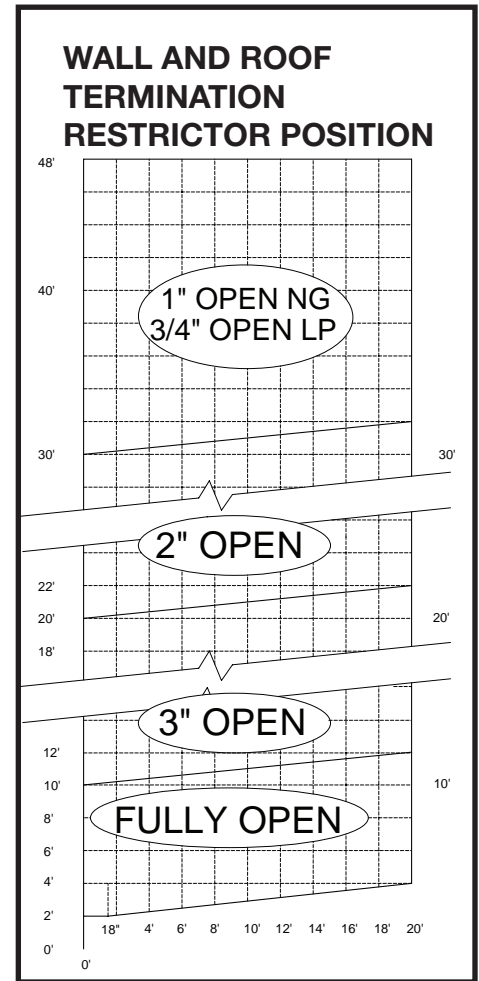 WALL AND ROOF
TERMINATION
RESTRICTOR POSITION
48'
40'
1" OPEN NG
3/4" OPEN LP
30'
30'
2" OPEN
22'
20'
20'
18'
3" OPEN
12'
10'
10'
FULLY OPEN
8'
6'
4'
2'
18" 4' 6' 8' 10' 12' 14' 16' 18' 20'
0'
0'